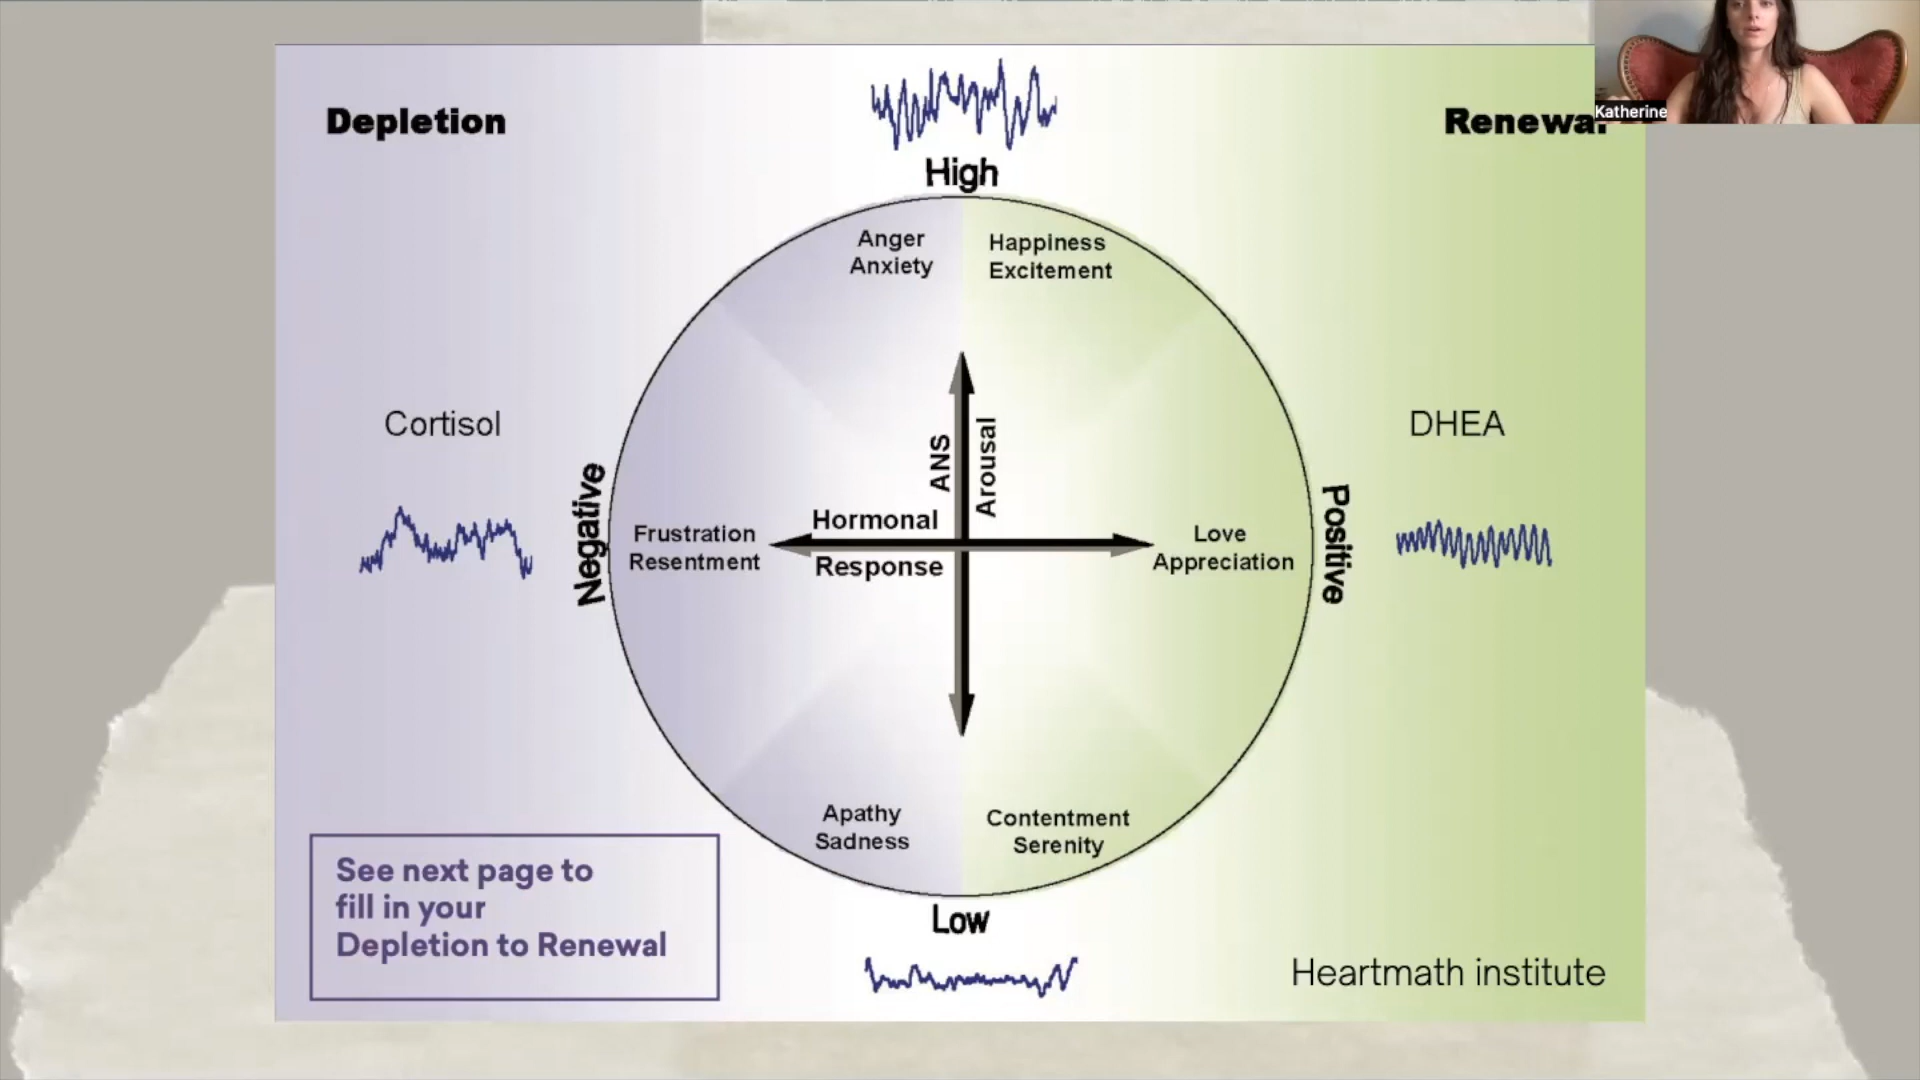 Depletion
Renewal
Katherine
High
Anger
Anxiety
Happiness
Excitement
Cortisol
DHEA
ANS
Arousal
Negative
Positive
Hormonal
Response
Frustration
Resentment
Love
Appreciation
Apathy
Sadness
Contentment
Serenity
See next page to
fill in your
Depletion to Renewal
Low
Heartmath institute